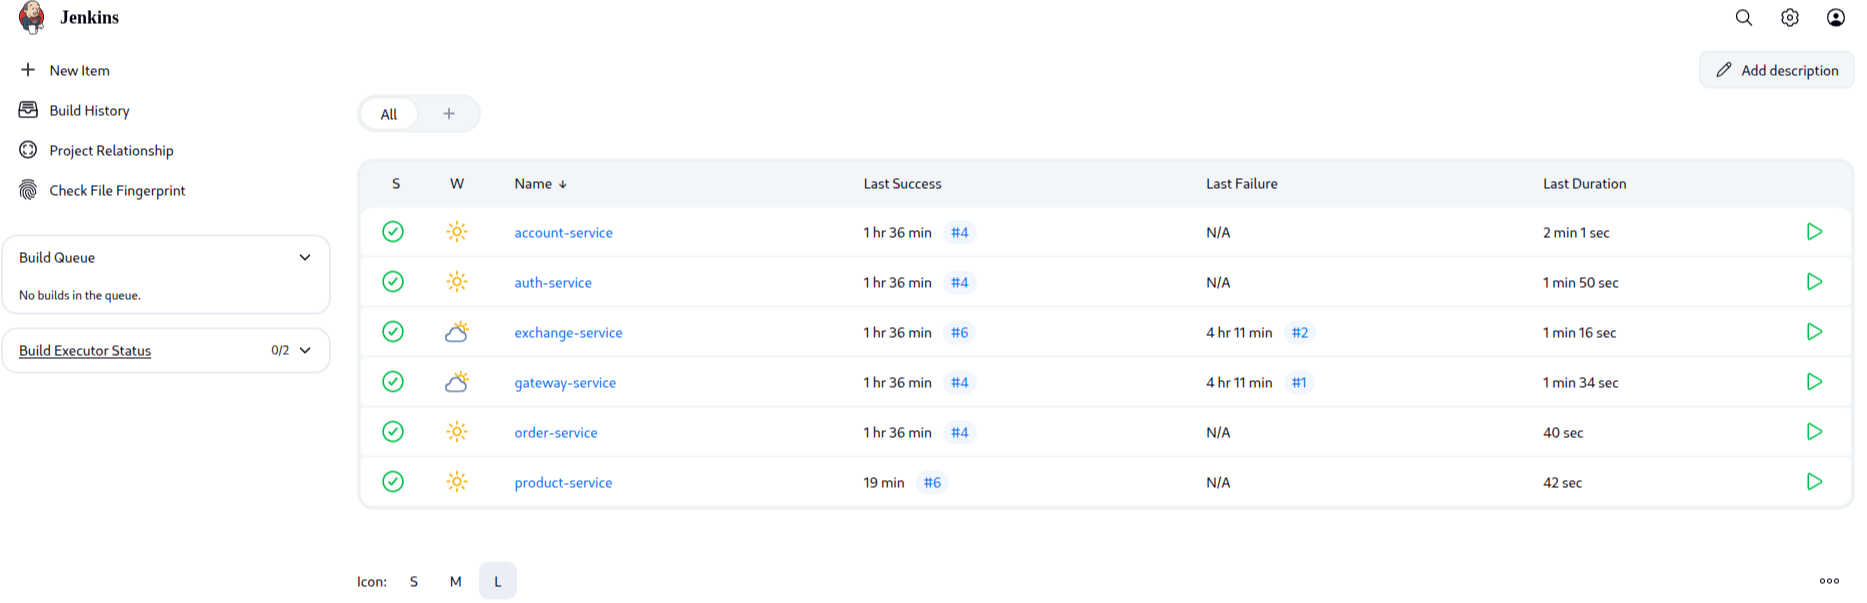 Jenkins
New Item
Build History
Project Relationship
Check File Fingerprint
Build Queue
No builds in the queue.
Build Executor Status 0/2
Add description
All +
S W Name ↓ Last Success Last Failure Last Duration
account-service 1 hr 36 min #4 N/A 2 min 1 sec
auth-service 1 hr 36 min #4 N/A 1 min 50 sec
exchange-service 1 hr 36 min #6 4 hr 11 min #2 1 min 16 sec
gateway-service 1 hr 36 min #4 4 hr 11 min #1 1 min 34 sec
order-service 1 hr 36 min #4 N/A 40 sec
product-service 19 min #6 N/A 42 sec
Icon: S M L